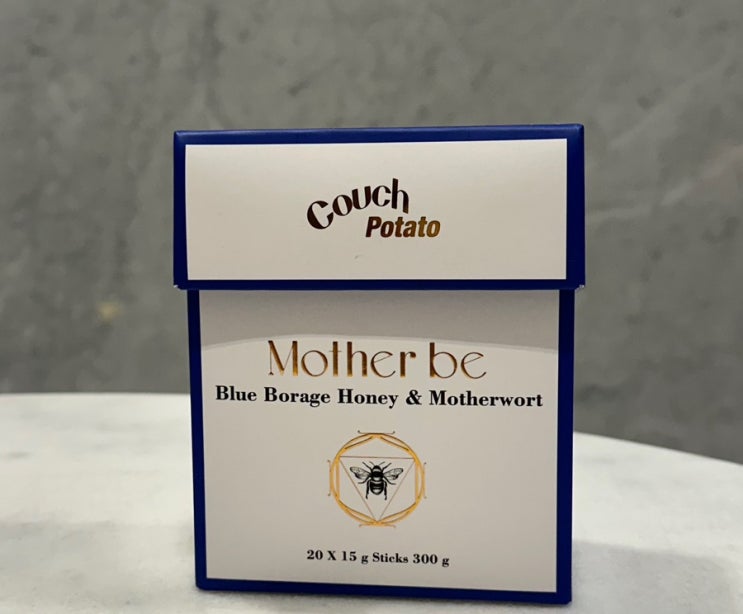 Couch
Potato
Mother be
Blue Borage Honey & Motherwort
20 X 15 g Sticks 300 g